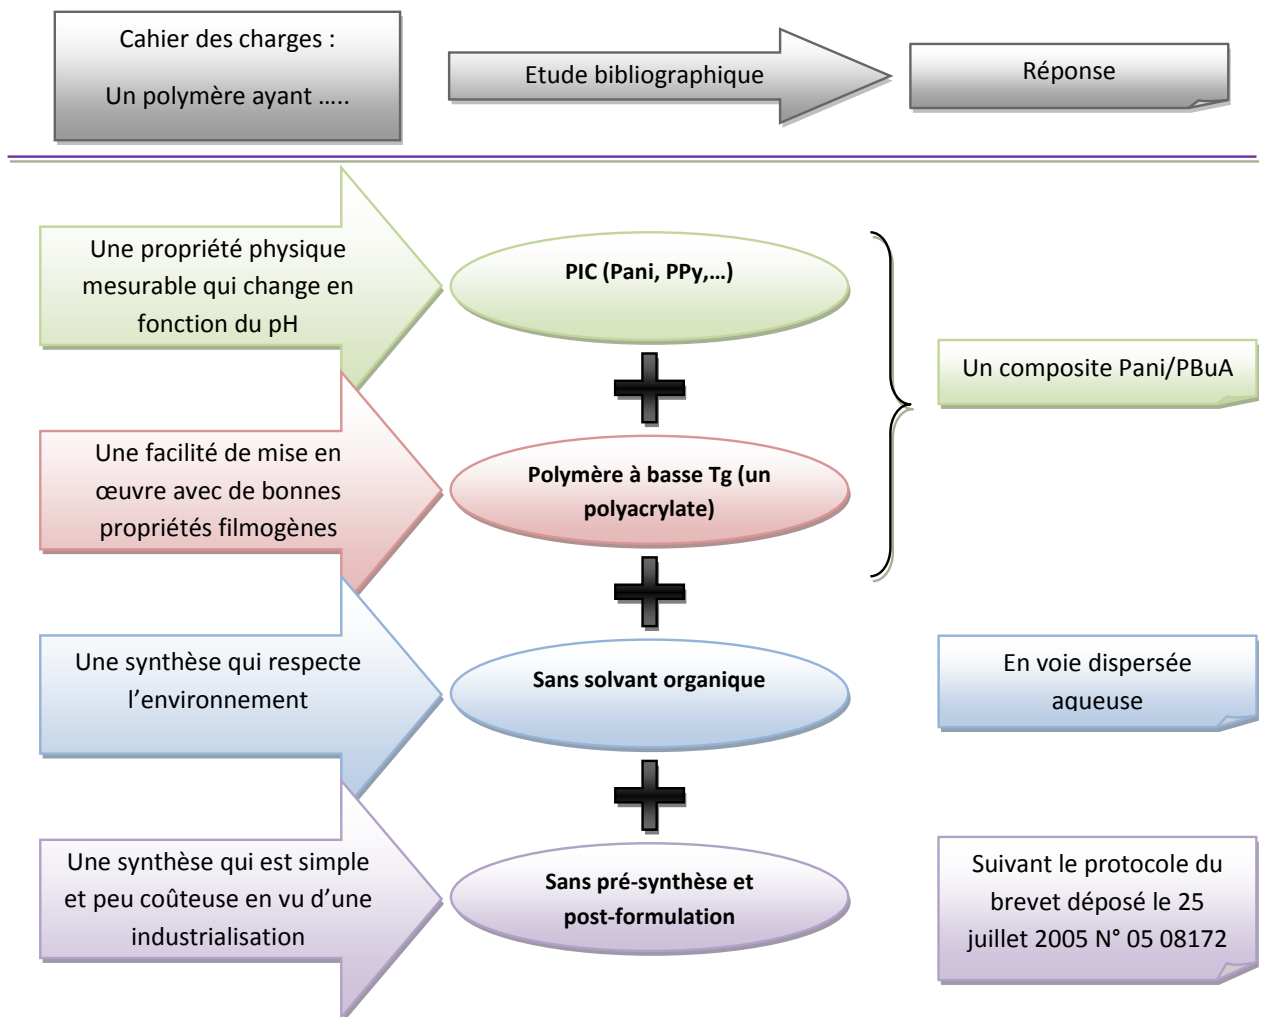 Cahier des charges :
Un polymère ayant …..
Etude bibliographique
Réponse
Une propriété physique
mesurable qui change en
fonction du pH
PIC (Pani, PPy,…)
Un composite Pani/PBuA
Une facilité de mise en
œuvre avec de bonnes
propriétés filmogènes
Polymère à basse Tg (un
polyacrylate)
Une synthèse qui respecte
l’environnement
Sans solvant organique
En voie dispersée
aqueuse
Une synthèse qui est simple
et peu coûteuse en vu d’une
industrialisation
Sans pré-synthèse et
post-formulation
Suivant le protocole du
brevet déposé le 25
juillet 2005 N° 05 08172